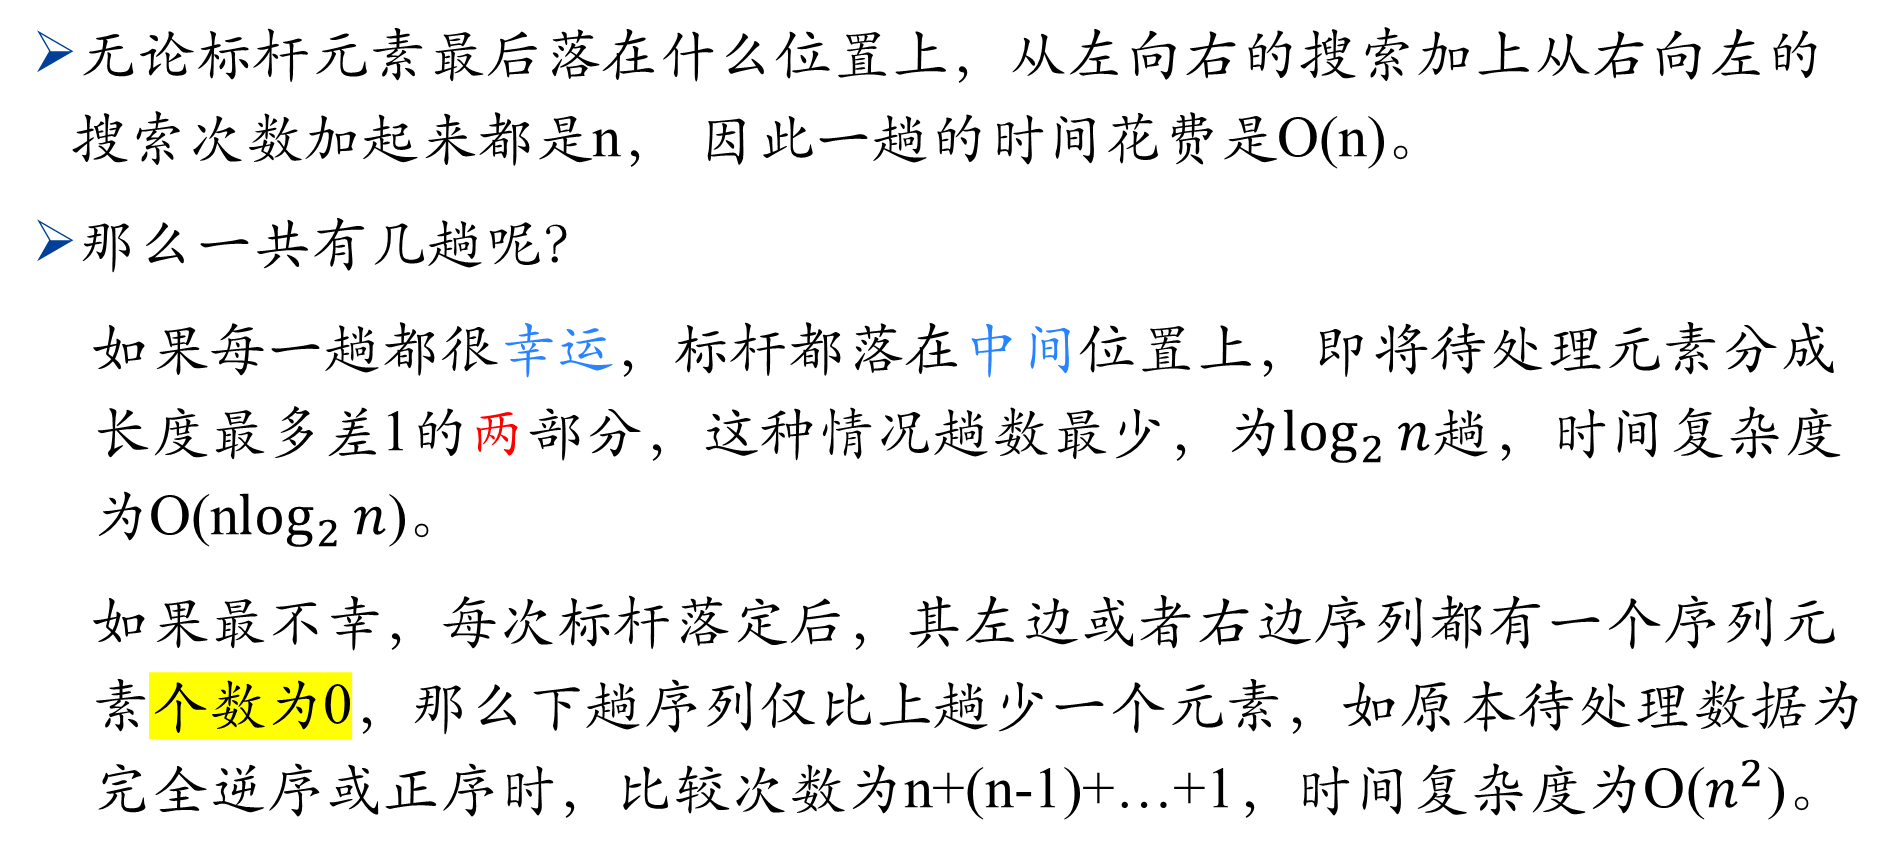 ➢无论标杆元素最后落在什么位置上，从左向右的搜索加上从右向左的
搜索次数加起来都是n， 因此一趟的时间花费是O(n)。
➢那么一共有几趟呢？
如果每一趟都很幸运，标杆都落在中间位置上，即将待处理元素分成
长度最多差1的两部分，这种情况趟数最少，为log₂ n趟，时间复杂度
为O(nlog₂ n)。
如果最不幸，每次标杆落定后，其左边或者右边序列都有一个序列元
素个数为0，那么下趟序列仅比上趟少一个元素，如原本待处理数据为
完全逆序或正序时，比较次数为n+(n-1)+…+1，时间复杂度为O(n²)。